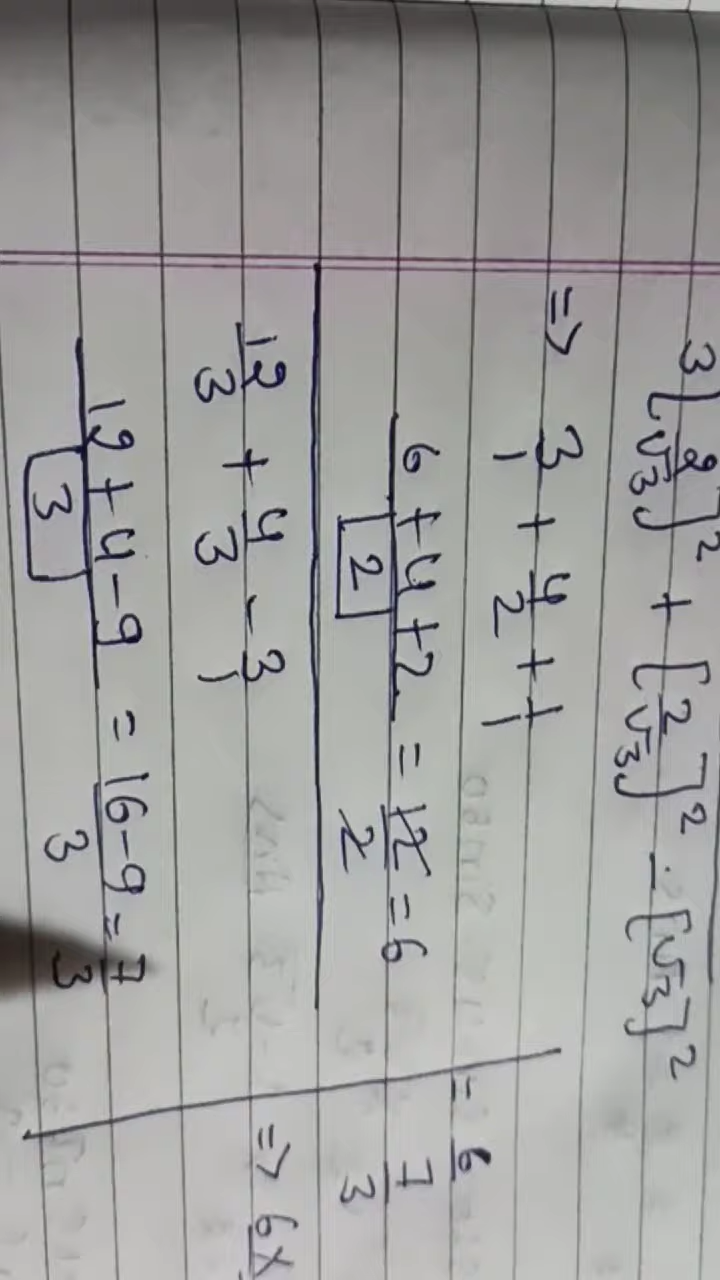 3[2/√3]² + [2/√3]² - [√3]²
=> 3/1 + 4/2 + 1/1
6+4+2/2 = 12/2 = 6
12/3 + 4/3 - 3/1
12+4-9/3 = 16-9/3 = 7/3
= 6/
7/3
=> 6x